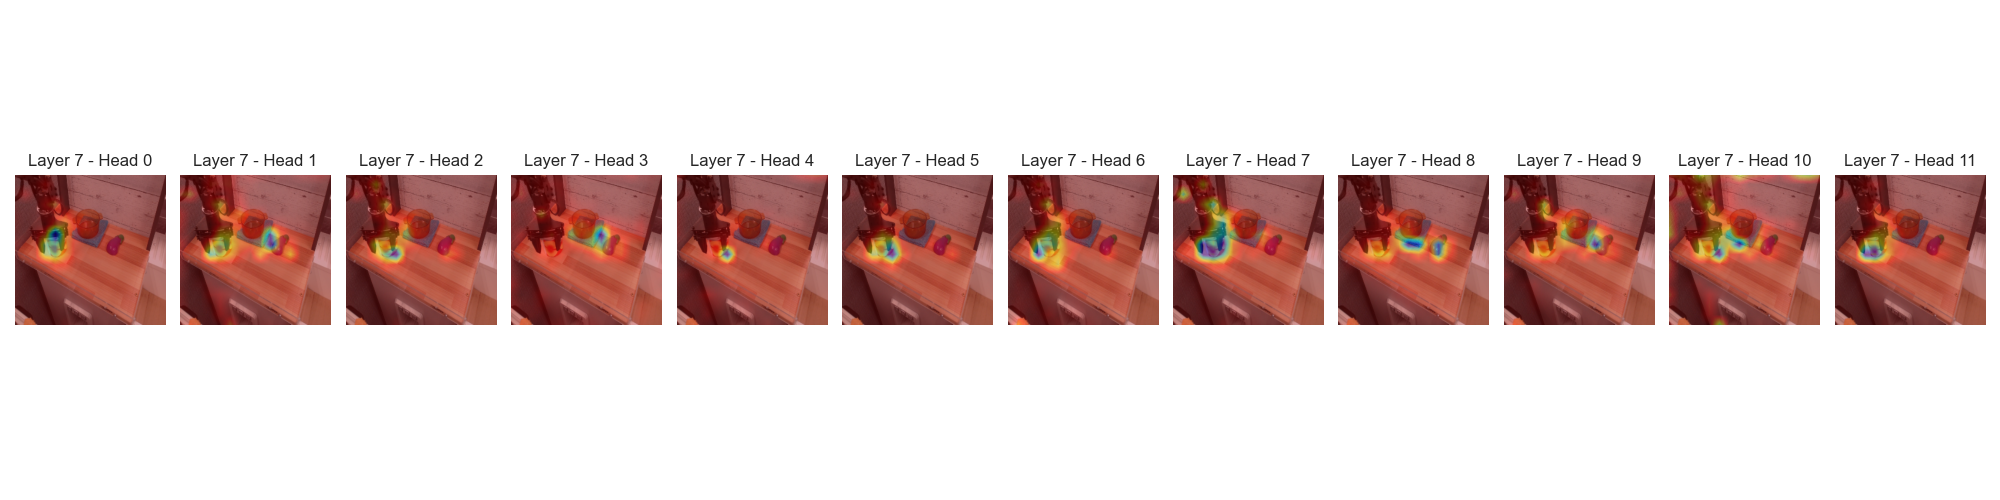 Layer 7 - Head 0
Layer 7 - Head 1
Layer 7 - Head 2
Layer 7 - Head 3
Layer 7 - Head 4
Layer 7 - Head 5
Layer 7 - Head 6
Layer 7 - Head 7
Layer 7 - Head 8
Layer 7 - Head 9
Layer 7 - Head 10
Layer 7 - Head 11